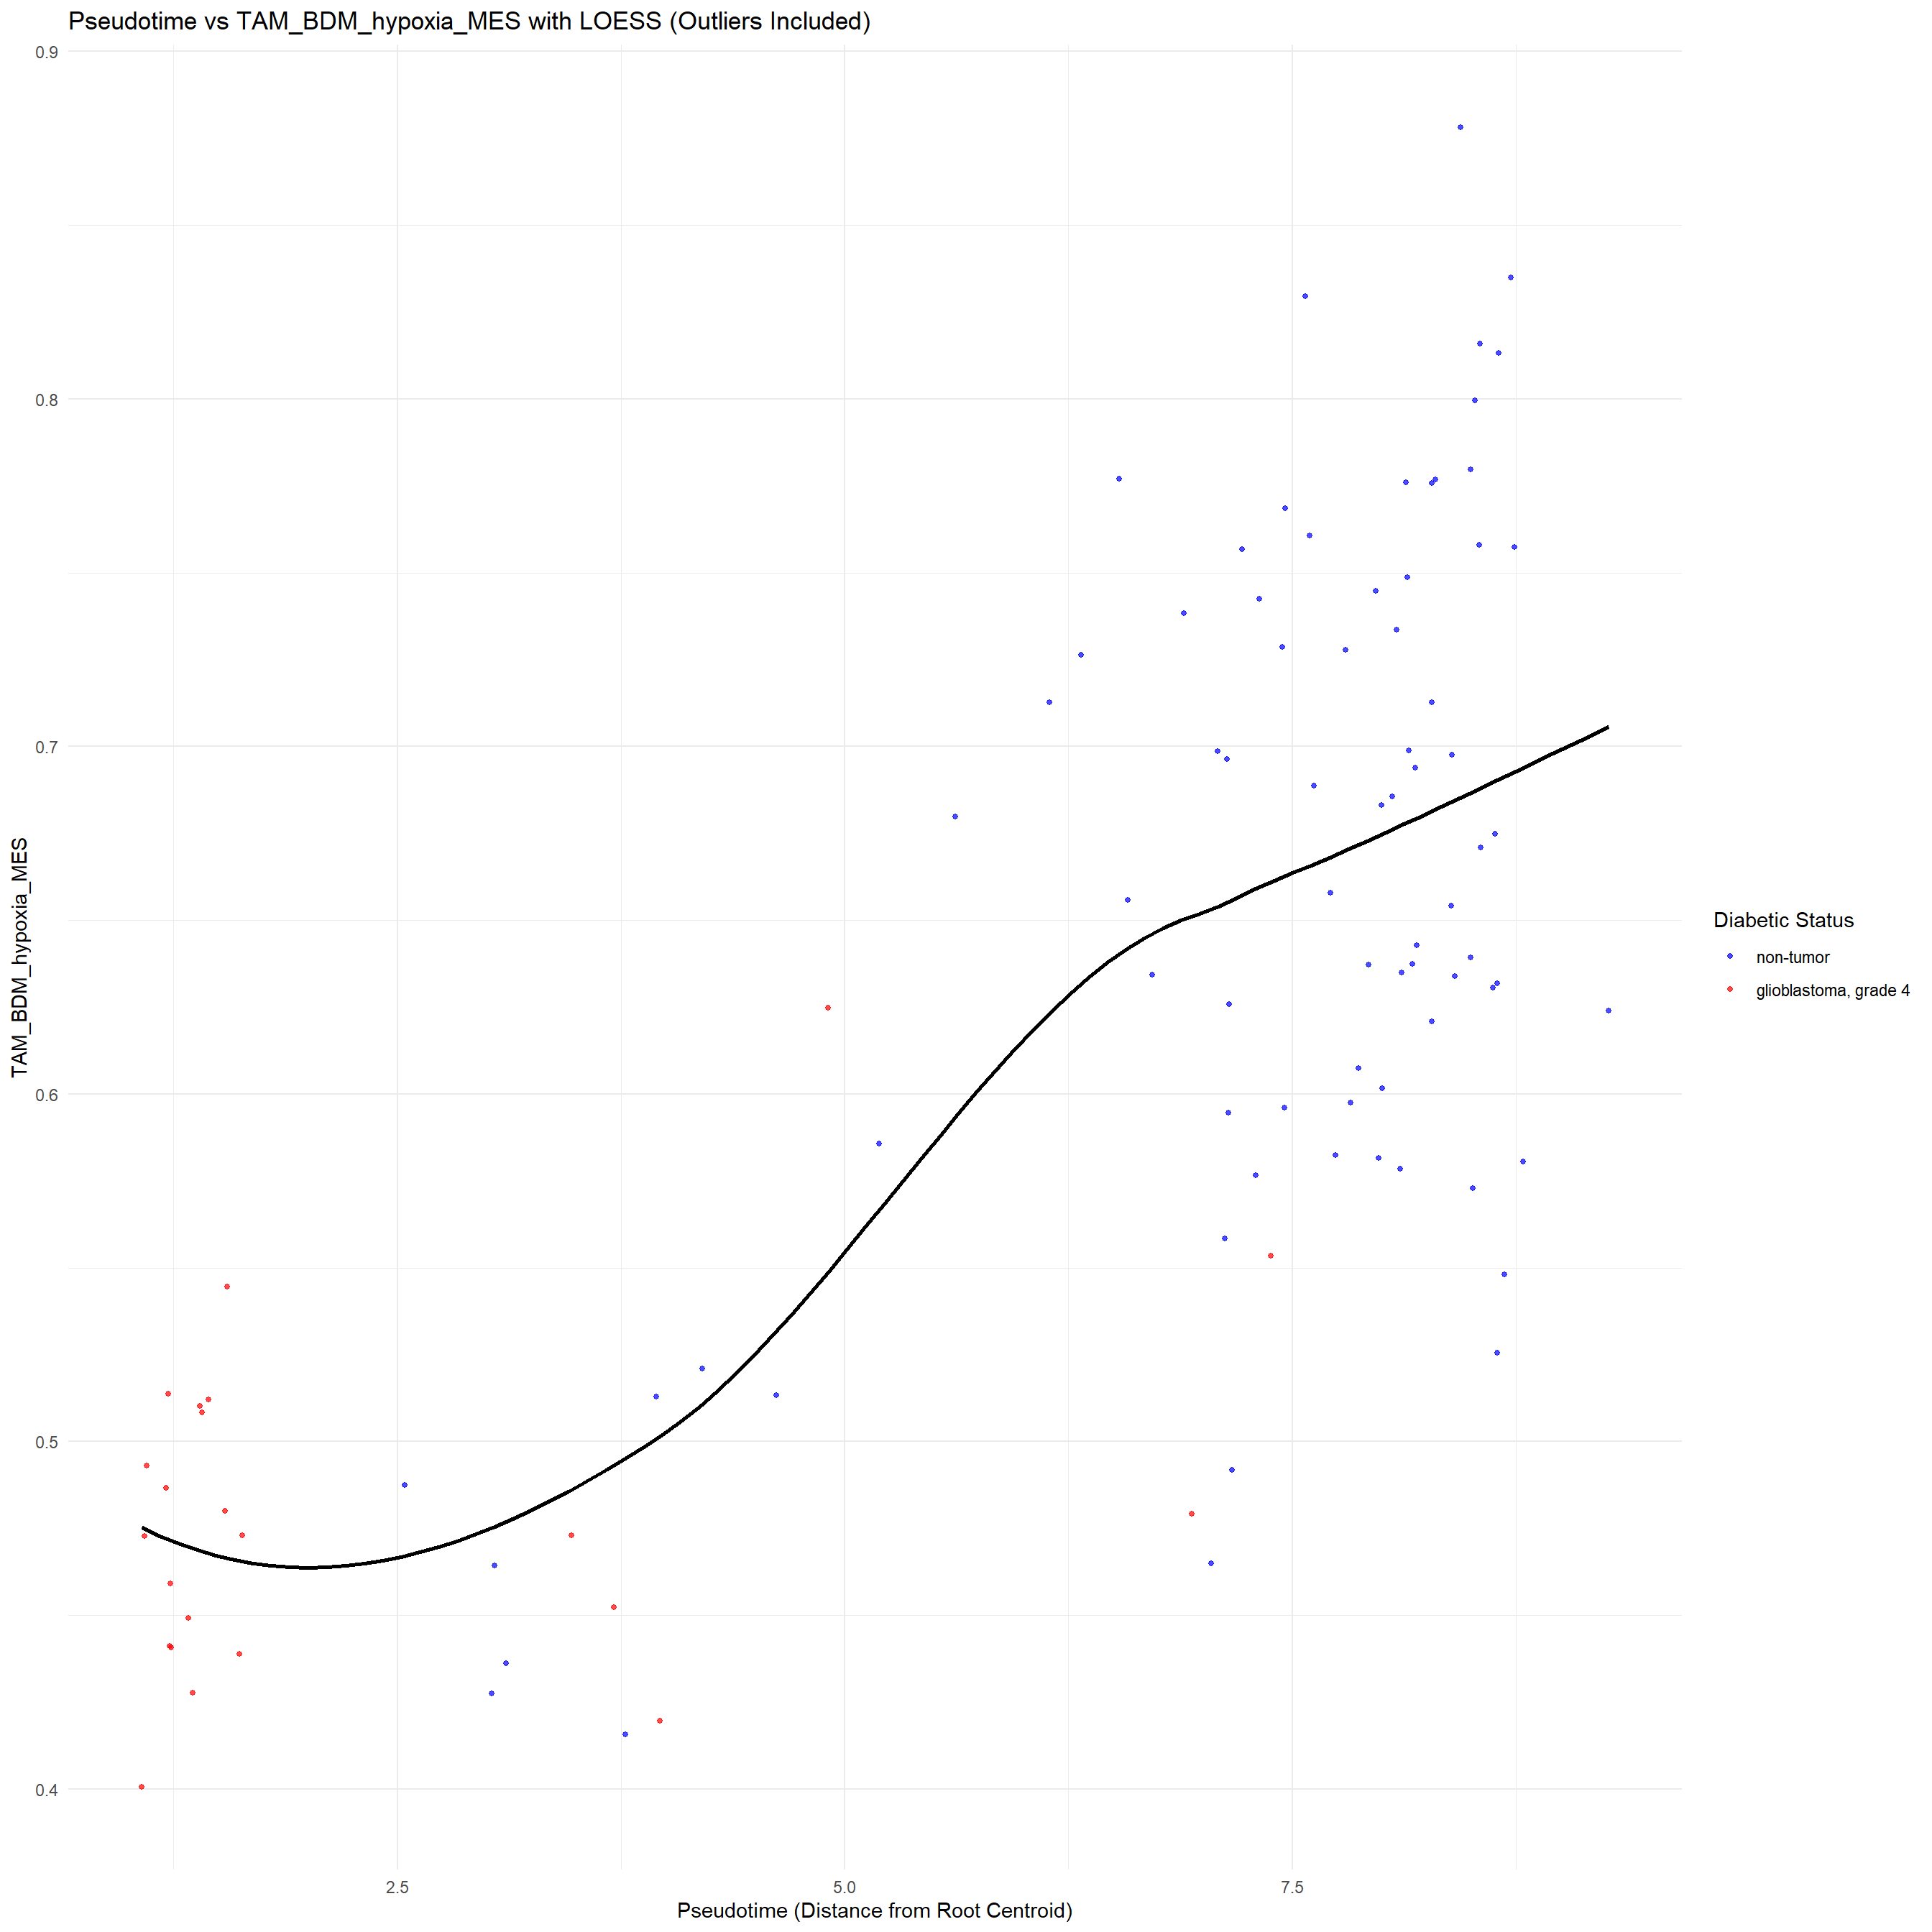 Pseudotime vs TAM_BDM_hypoxia_MES with LOESS (Outliers Included)
0.9
0.8
0.7
0.6
0.5
0.4
TAM_BDM_hypoxia_MES
2.5
5.0
7.5
Pseudotime (Distance from Root Centroid)
Diabetic Status
non-tumor
glioblastoma, grade 4